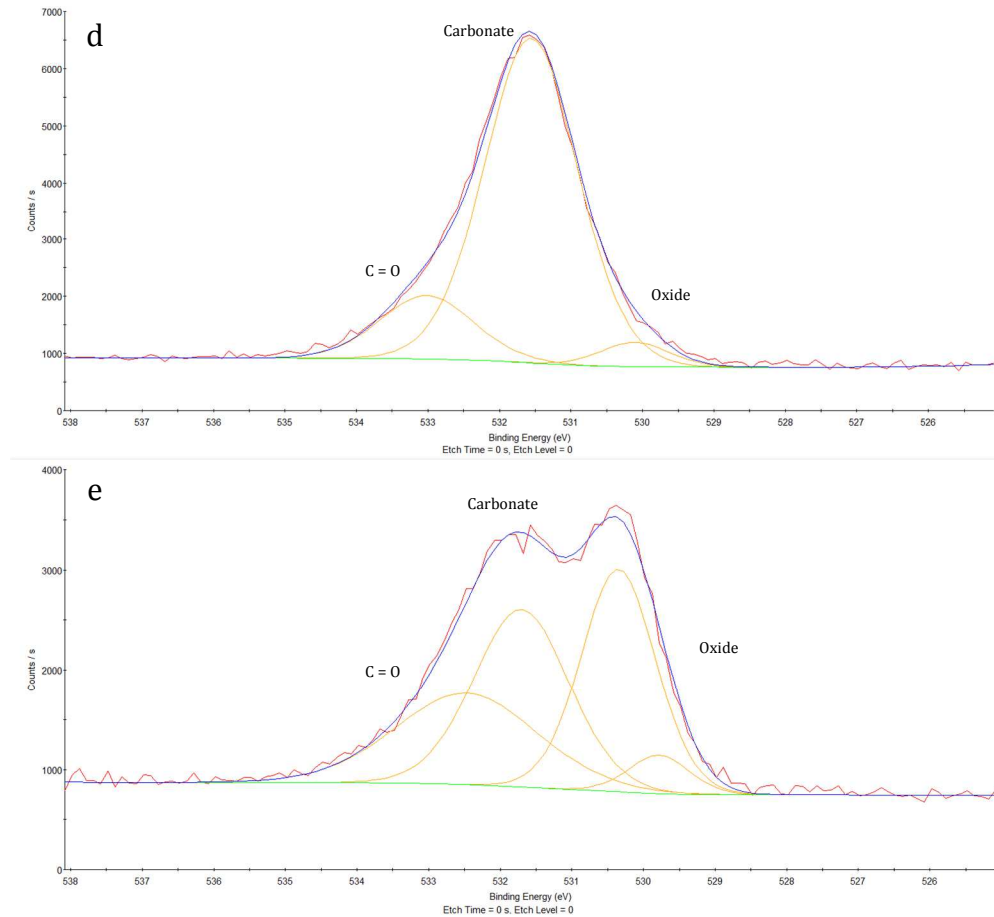 d
Carbonate
C = O
Oxide
Counts / s
7000
6000
5000
4000
3000
2000
1000
0
538 537 536 535 534 533 532 531 530 529 528 527 526
Binding Energy (eV)
Etch Time = 0 s, Etch Level = 0
e
Carbonate
C = O
Oxide
Counts / s
4000
3000
2000
1000
0
538 537 536 535 534 533 532 531 530 529 528 527 526
Binding Energy (eV)
Etch Time = 0 s, Etch Level = 0